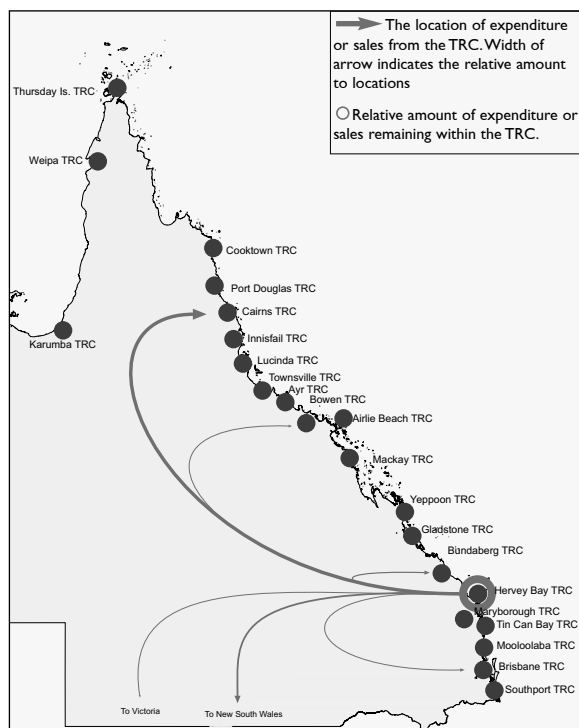 The location of expenditure
or sales from the TRC. Width of
arrow indicates the relative amount
to locations
Relative amount of expenditure or
sales remaining within the TRC.
Thursday Is. TRC
Weipa TRC
Cooktown TRC
Port Douglas TRC
Cairns TRC
Karumba TRC
Innisfail TRC
Lucinda TRC
Townsville TRC
Ayr TRC
Bowen TRC
Airlie Beach TRC
Mackay TRC
Yeppoon TRC
Gladstone TRC
Bundaberg TRC
Hervey Bay TRC
Maryborough TRC
Tin Can Bay TRC
Mooloolaba TRC
Brisbane TRC
Southport TRC
To Victoria
To New South Wales